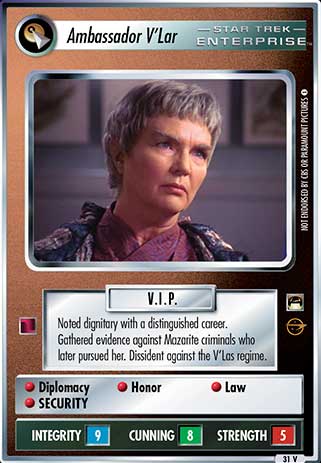 Ambassador V'Lar
STAR TREK
ENTERPRISE™
NOT ENDORSED BY CBS OR PARAMOUNT PICTURES
V.I.P.
Noted dignitary with a distinguished career.
Gathered evidence against Mazarite criminals who
later pursued her. Dissident against the V'Las regime.
Diplomacy Honor Law
SECURITY
INTEGRITY 9 CUNNING 8 STRENGTH 5
31 V